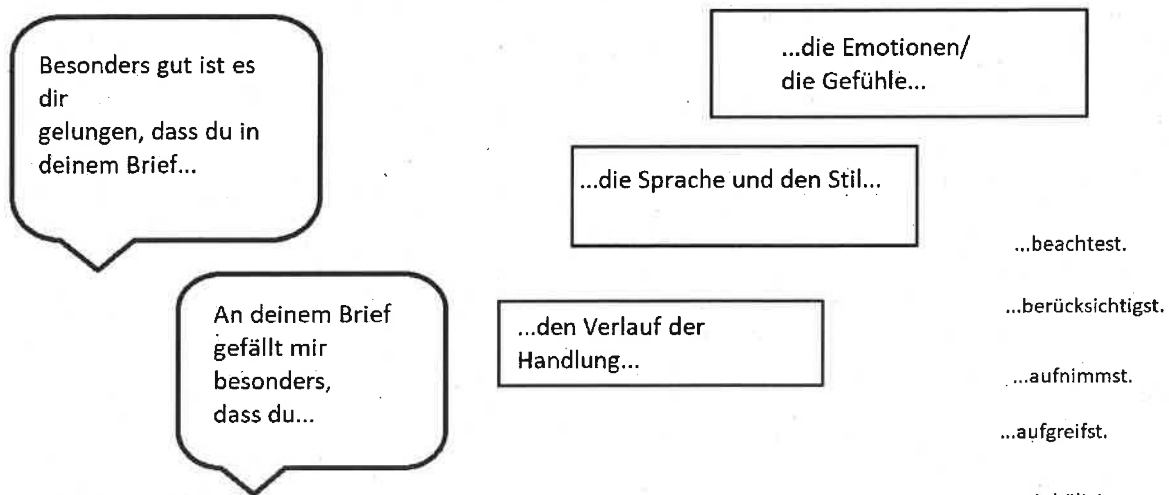 Besonders gut ist es
dir
gelungen, dass du in
deinem Brief...
An deinem Brief
gefällt mir
besonders,
dass du...
...die Emotionen/
die Gefühle...
...die Sprache und den Stil...
...den Verlauf der
Handlung...
...beachtest.
...berücksichtigst.
...aufnimmst.
...aufgreifst.